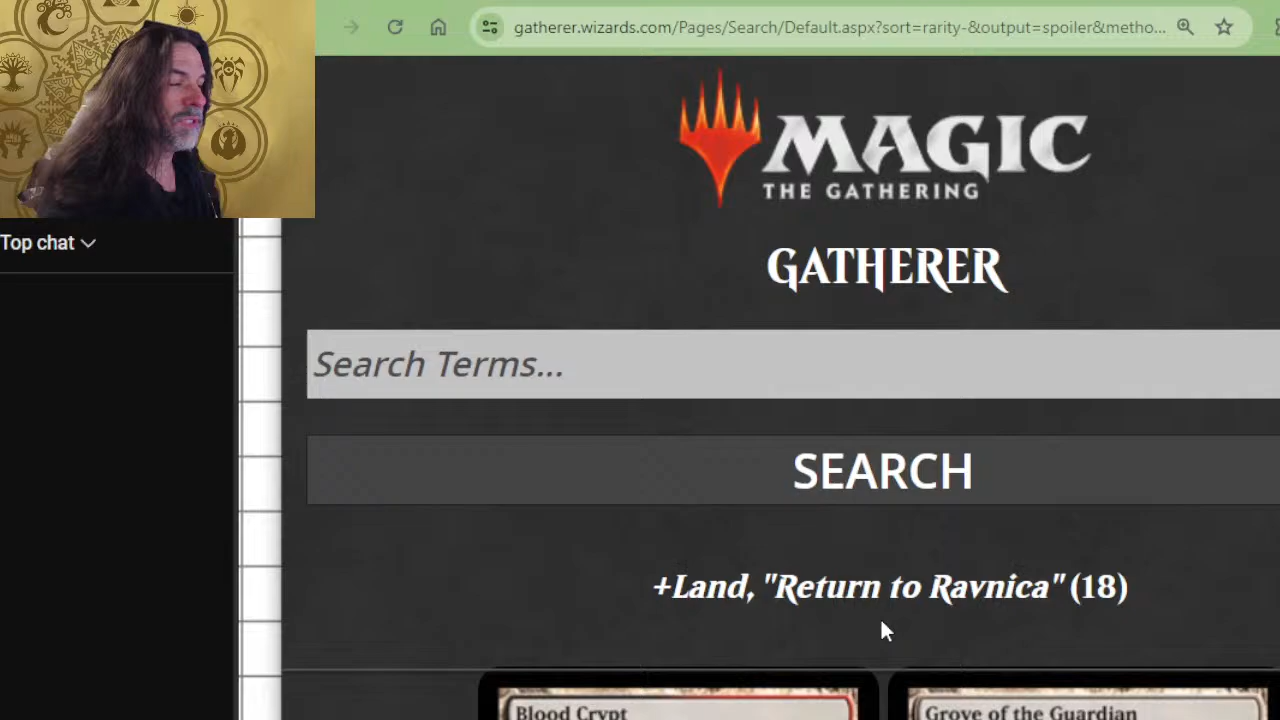 gatherer.wizards.com/Pages/Search/Default.aspx?sort=rarity-&output=spoiler&metho...
MAGIC
THE GATHERING
Top chat
GATHERER
Search Terms...
SEARCH
+Land, "Return to Ravnica" (18)
Blood Crypt
Grove of the Guardian